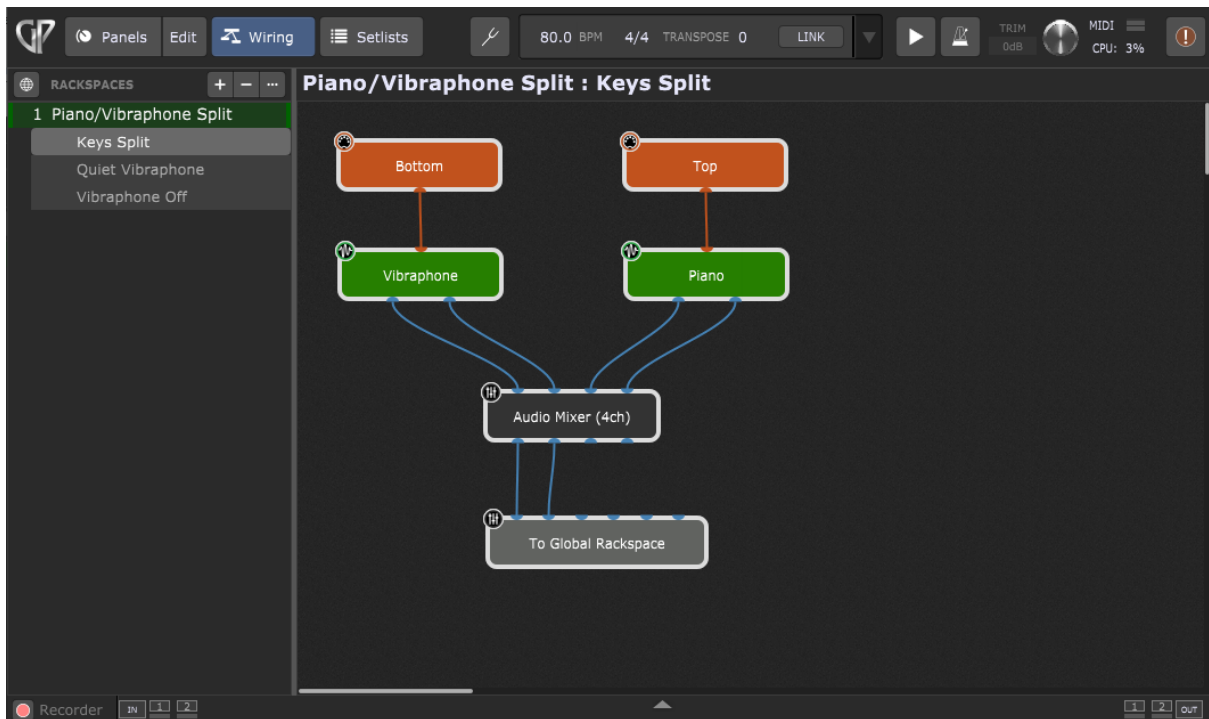 GP Panels Edit Wiring Setlists 80.0 BPM 4/4 TRANSPOSE 0 LINK TRIM 0dB MIDI CPU: 3%
RACKSPACES + - ... Piano/Vibraphone Split : Keys Split
1 Piano/Vibraphone Split
Keys Split
Quiet Vibraphone
Vibraphone Off
Bottom Top
Vibraphone Piano
Audio Mixer (4ch)
To Global Rackspace
Recorder IN 1 2 1 2 OUT